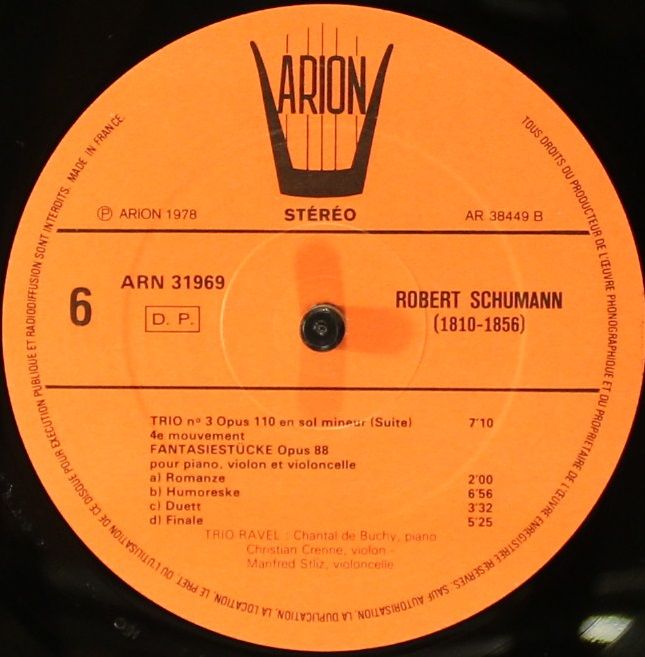 ARION
℗ ARION 1978
STÉRÉO
AR 38449 B
6
ARN 31969
D. P.
ROBERT SCHUMANN
(1810-1856)
TRIO nº 3 Opus 110 en sol mineur (Suite) 7'10
4e mouvement
FANTASIESTÜCKE Opus 88
pour piano, violon et violoncelle
a) Romanze 2'00
b) Humoreske 6'56
c) Duett 3'32
d) Finale 5'25
TRIO RAVEL : Chantal de Buchy, piano
Christian Crenne, violon -
Manfred Stilz, violoncelle
TOUS DROITS DU PRODUCTEUR DE L'ŒUVRE PHONOGRAPHIQUE ET DU PROPRIETAIRE DE L'ŒUVRE ENREGISTREE RESERVES. SAUF AUTORISATION, LA DUPLICATION, LA LOCATION, LE PRET, OU L'UTILISATION DE CE DISQUE POUR EXECUTION PUBLIQUE ET RADIODIFFUSION SONT INTERDITS. MADE IN FRANCE.